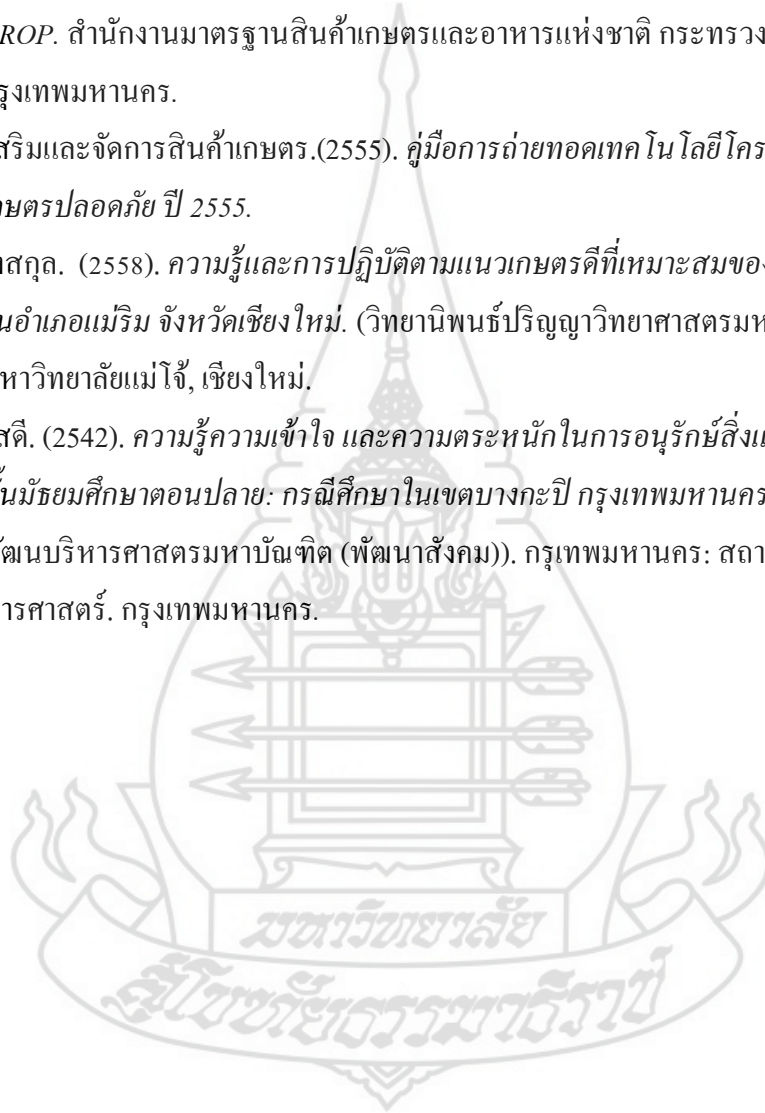 ROP. สำนักงานมาตรฐานสินค้าเกษตรและอาหารแห่งชาติ กระทรวง
รุงเทพมหานคร.
สริมและจัดการสินค้าเกษตร.(2555). คู่มือการถ่ายทอดเทคโนโลยีโคร
กษตรปลอดภัย ปี 2555.
าสกุล. (2558). ความรู้และการปฏิบัติตามแนวเกษตรดีที่เหมาะสมของ
นอำเภอแม่ริม จังหวัดเชียงใหม่. (วิทยานิพนธ์ปริญญาวิทยาศาสตรมห
หาวิทยาลัยแม่โจ้, เชียงใหม่.
สดี. (2542). ความรู้ความเข้าใจ และความตระหนักในการอนุรักษ์สิ่งแ
ั้นมัธยมศึกษาตอนปลาย: กรณีศึกษาในเขตบางกะปิ กรุงเทพมหานคร
ัฒนบริหารศาสตรมหาบัณฑิต (พัฒนาสังคม)). กรุเทพมหานคร: สถา
ารศาสตร์. กรุงเทพมหานคร.
มหาวิทยาลัย
สุโขทัยธรรมาธิราช